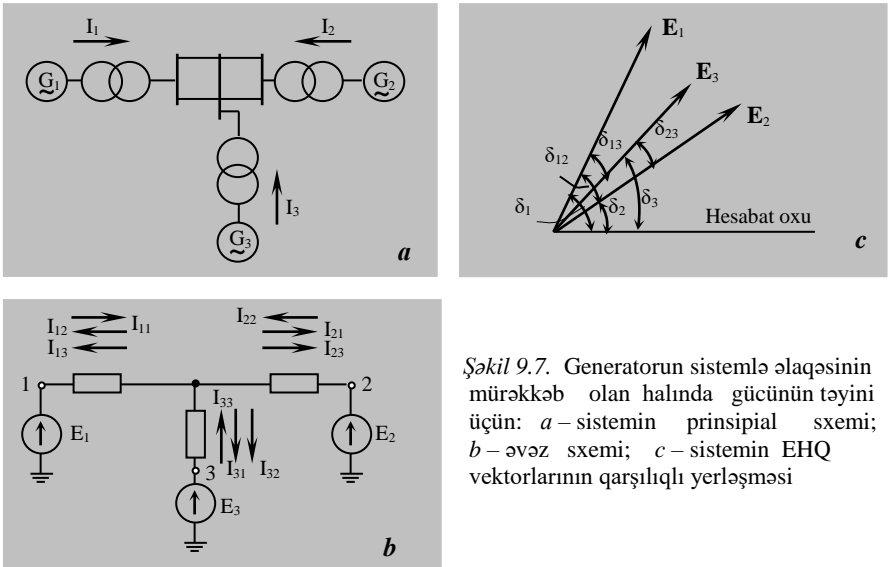 I₁
I₂
G₁
G₂
I₃
G₃
a
E₁
E₃
E₂
δ₁₃
δ₂₃
δ₁₂
δ₁
δ₂
δ₃
Hesabat oxu
c
I₁₂
I₁₁
I₁₃
I₂₂
I₂₁
I₂₃
1
2
I₃₃
E₁
E₂
3
I₃₁
I₃₂
E₃
b
Şəkil 9.7. Generatorun sistemlə əlaqəsinin
mürəkkəb olan halında gücünün təyini
üçün: a – sistemin prinsipial sxemi;
b – əvəz sxemi; c – sistemin EHQ
vektorlarının qarşılıqlı yerləşməsi